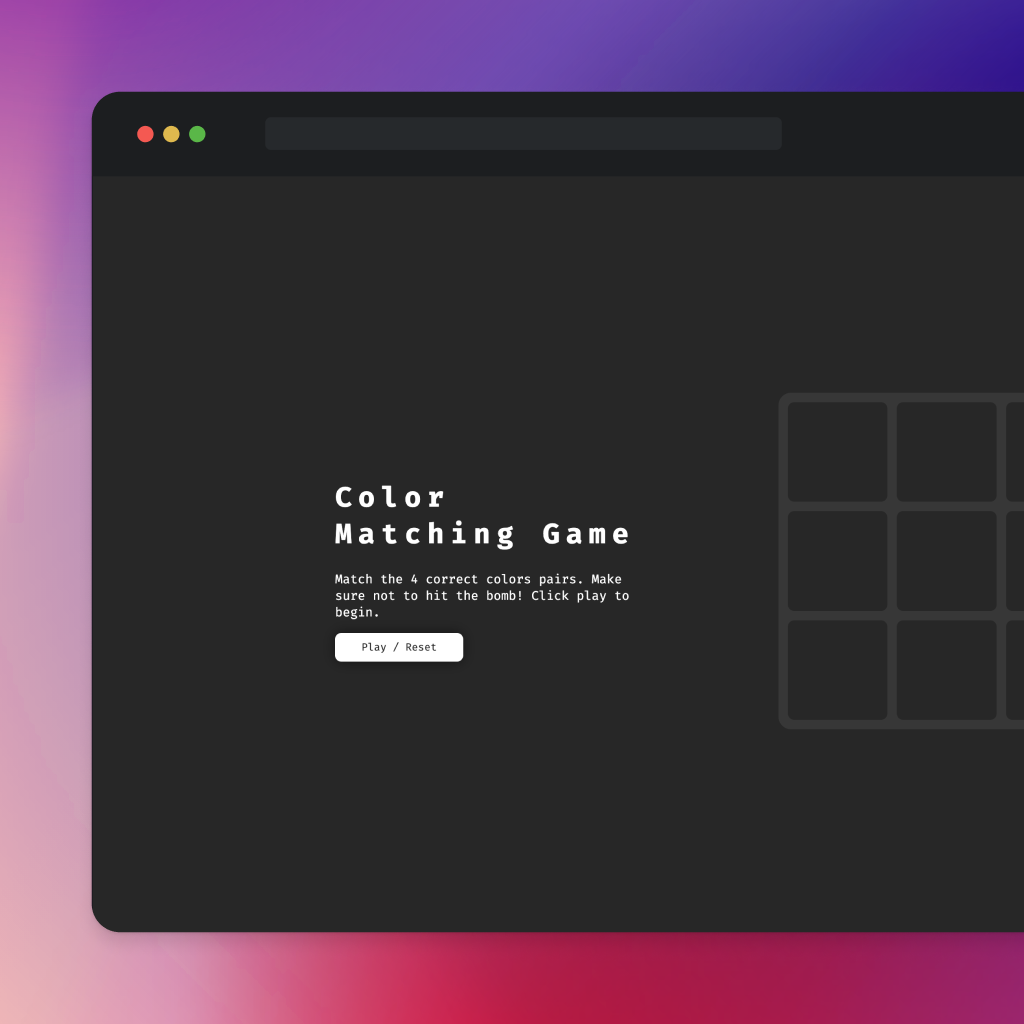 Color
Matching Game
Match the 4 correct colors pairs. Make
sure not to hit the bomb! Click play to
begin.
Play / Reset